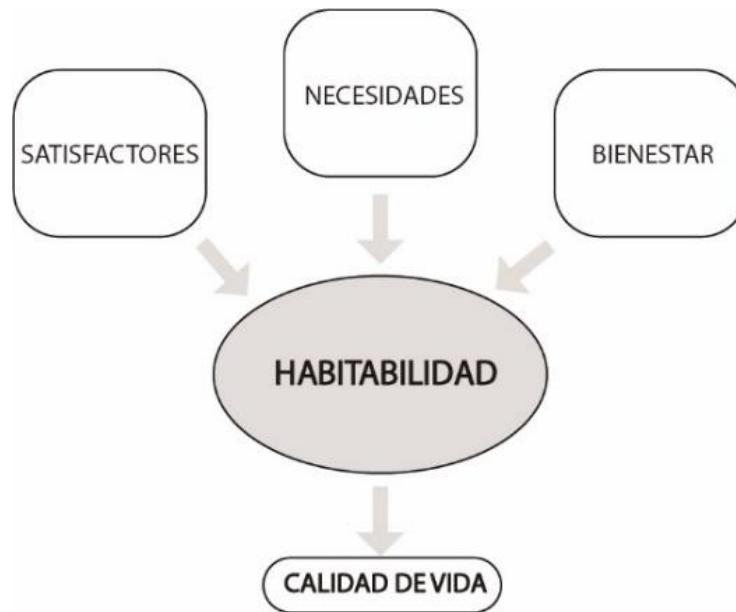 SATISFACTORES
NECESIDADES
BIENESTAR
HABITABILIDAD
CALIDAD DE VIDA